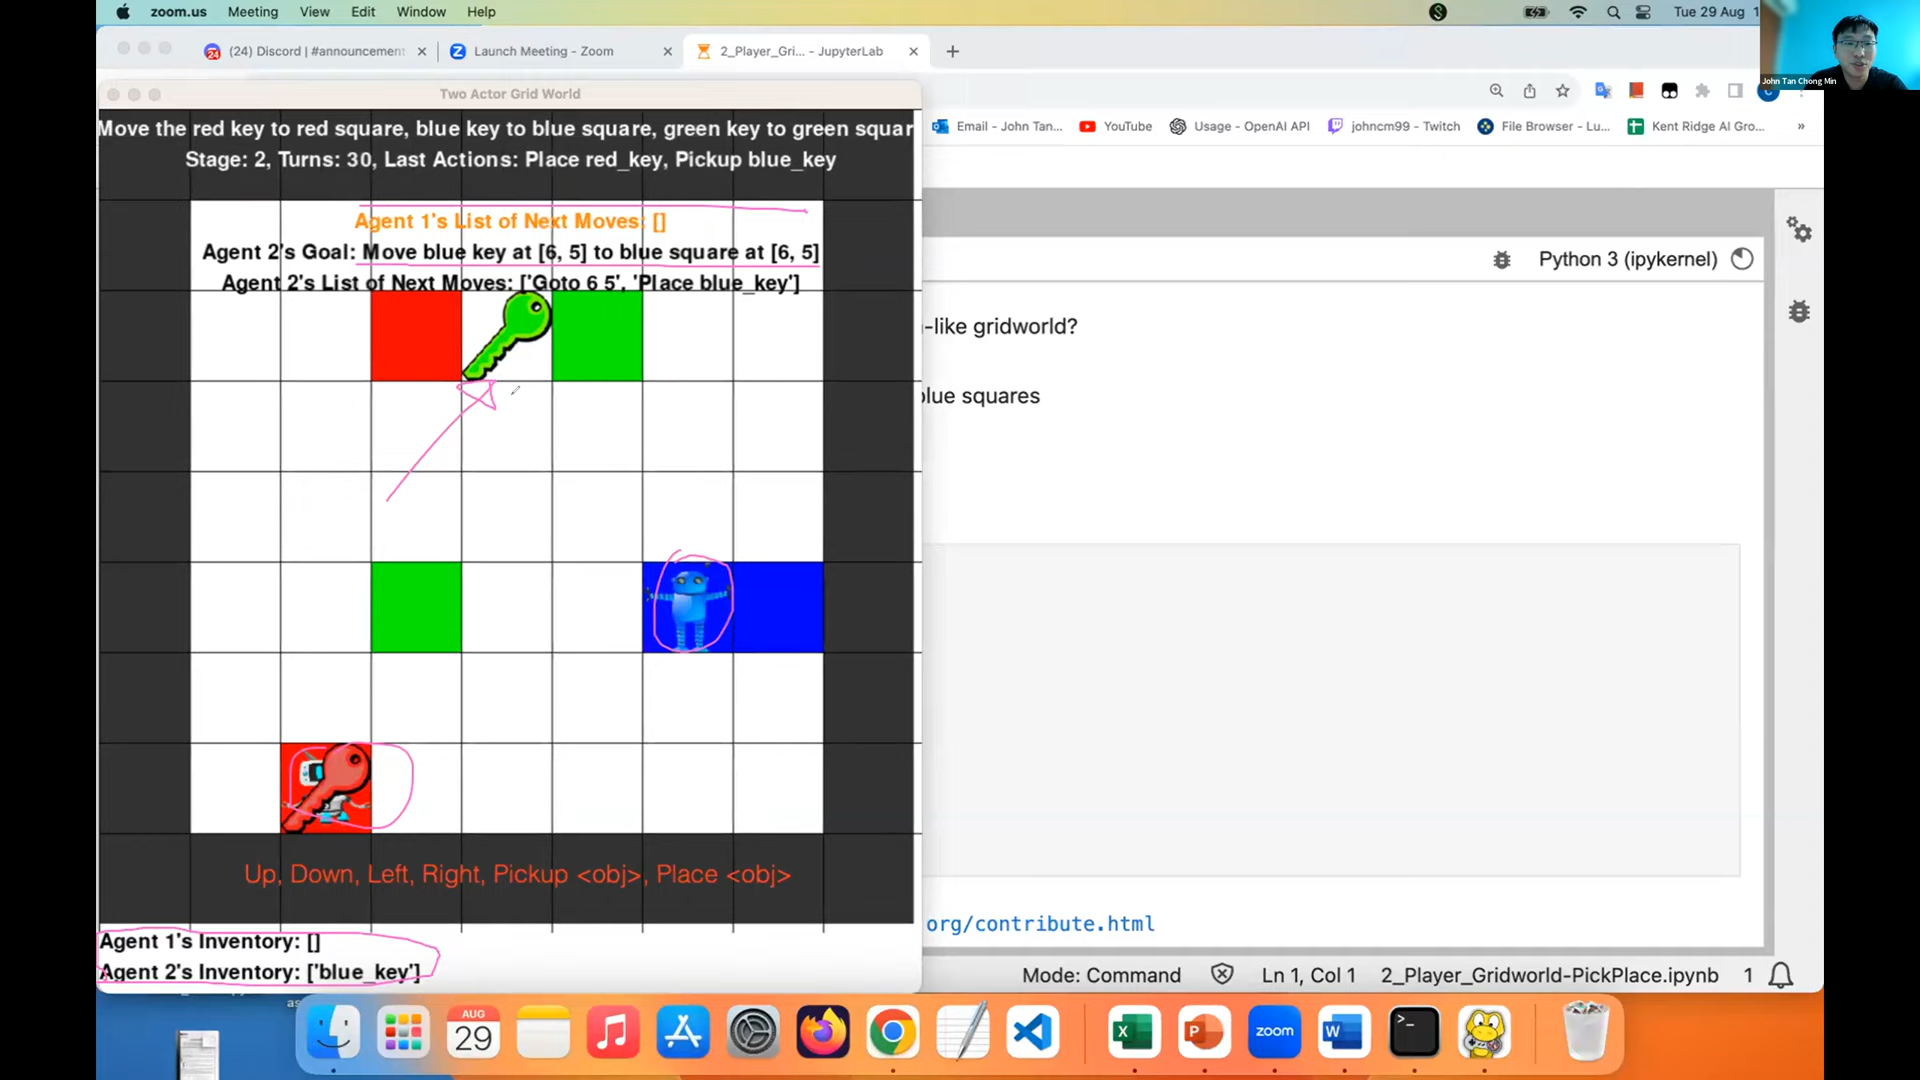 zoom.us Meeting View Edit Window Help Tue 29 Aug 1
(24) Discord | #announcement Launch Meeting - Zoom 2_Player_Gri... - JupyterLab
John Tan Chong Min
Two Actor Grid World
Email - John Tan... YouTube Usage - OpenAI API johncm99 - Twitch File Browser - Lu... Kent Ridge AI Gro... »
Move the red key to red square, blue key to blue square, green key to green squar
Stage: 2, Turns: 30, Last Actions: Place red_key, Pickup blue_key
Agent 1's List of Next Moves: []
Agent 2's Goal: Move blue key at [6, 5] to blue square at [6, 5]
Agent 2's List of Next Moves: ['Goto 6 5', 'Place blue_key']
Python 3 (ipykernel)
-like gridworld?
blue squares
Up, Down, Left, Right, Pickup <obj>, Place <obj>
org/contribute.html
Agent 1's Inventory: []
Agent 2's Inventory: ['blue_key']
Mode: Command Ln 1, Col 1 2_Player_Gridworld-PickPlace.ipynb 1
AUG
29
zoom